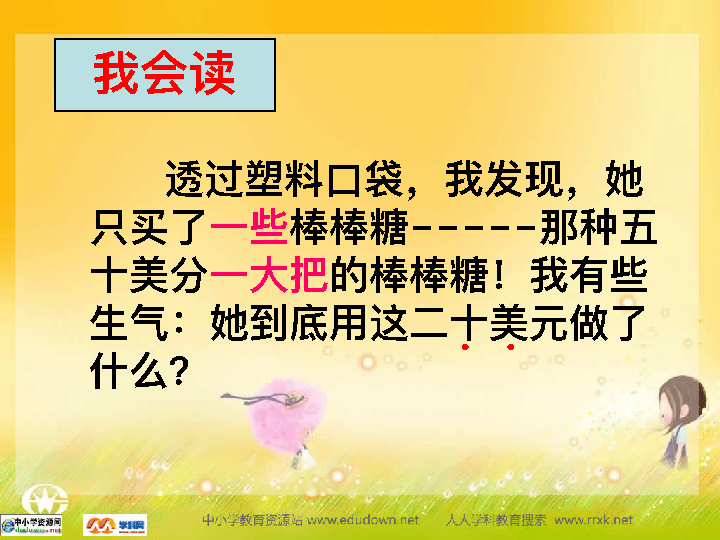 我会读
透过塑料口袋，我发现，她
只买了一些棒棒糖-----那种五
十美分一大把的棒棒糖！我有些
生气：她到底用这二十美元做了
什么？
中小学资源网
学科网
中小学教育资源站 www.edudown.net 人人学科教育搜索 www.rrxk.net